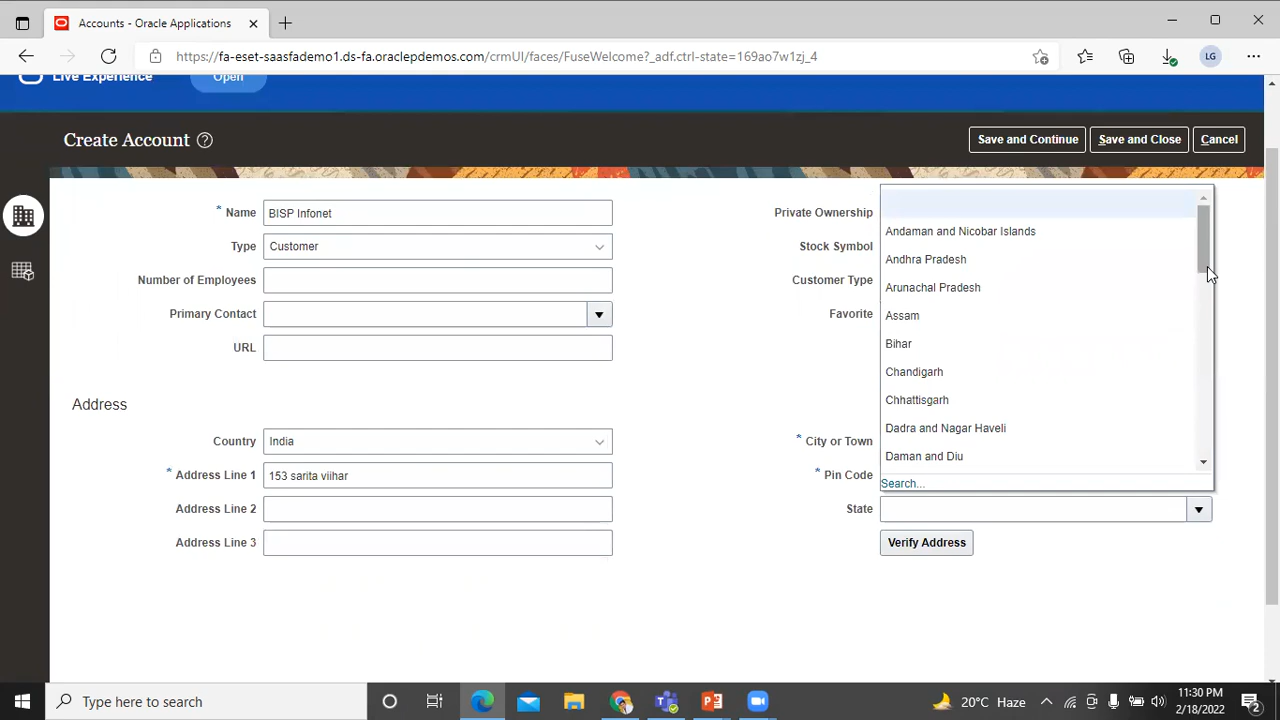 Accounts - Oracle Applications
https://fa-eset-saasfademo1.ds-fa.oraclepdemos.com/crmUI/faces/FuseWelcome?_adf.ctrl-state=169ao7w1zj_4
LG
Live Experience
Open
Create Account ?
Save and Continue
Save and Close
Cancel
* Name BISP Infonet
Type Customer
Number of Employees
Primary Contact
URL
Private Ownership
Stock Symbol
Customer Type
Favorite
Andaman and Nicobar Islands
Andhra Pradesh
Arunachal Pradesh
Assam
Bihar
Chandigarh
Chhattisgarh
Dadra and Nagar Haveli
Daman and Diu
Search...
Address
Country India
* Address Line 1 153 sarita viihar
Address Line 2
Address Line 3
* City or Town
* Pin Code
State
Verify Address
Type here to search
20°C Haze
11:30 PM
2/18/2022
2